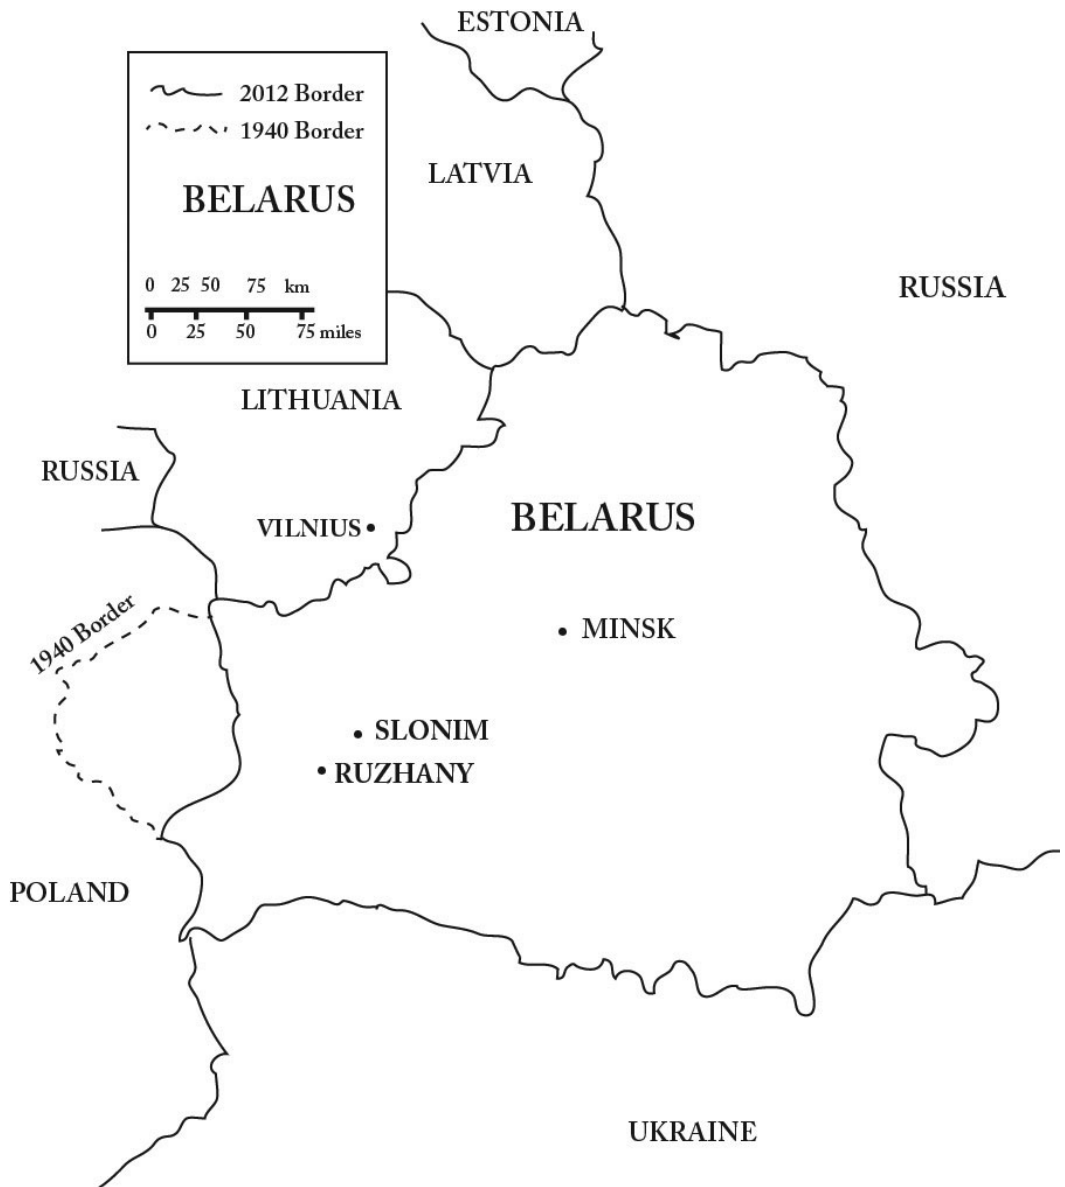 ESTONIA
2012 Border
1940 Border
BELARUS
0 25 50 75 km
0 25 50 75 miles
LATVIA
RUSSIA
LITHUANIA
RUSSIA
VILNIUS
BELARUS
1940 Border
MINSK
SLONIM
RUZHANY
POLAND
UKRAINE